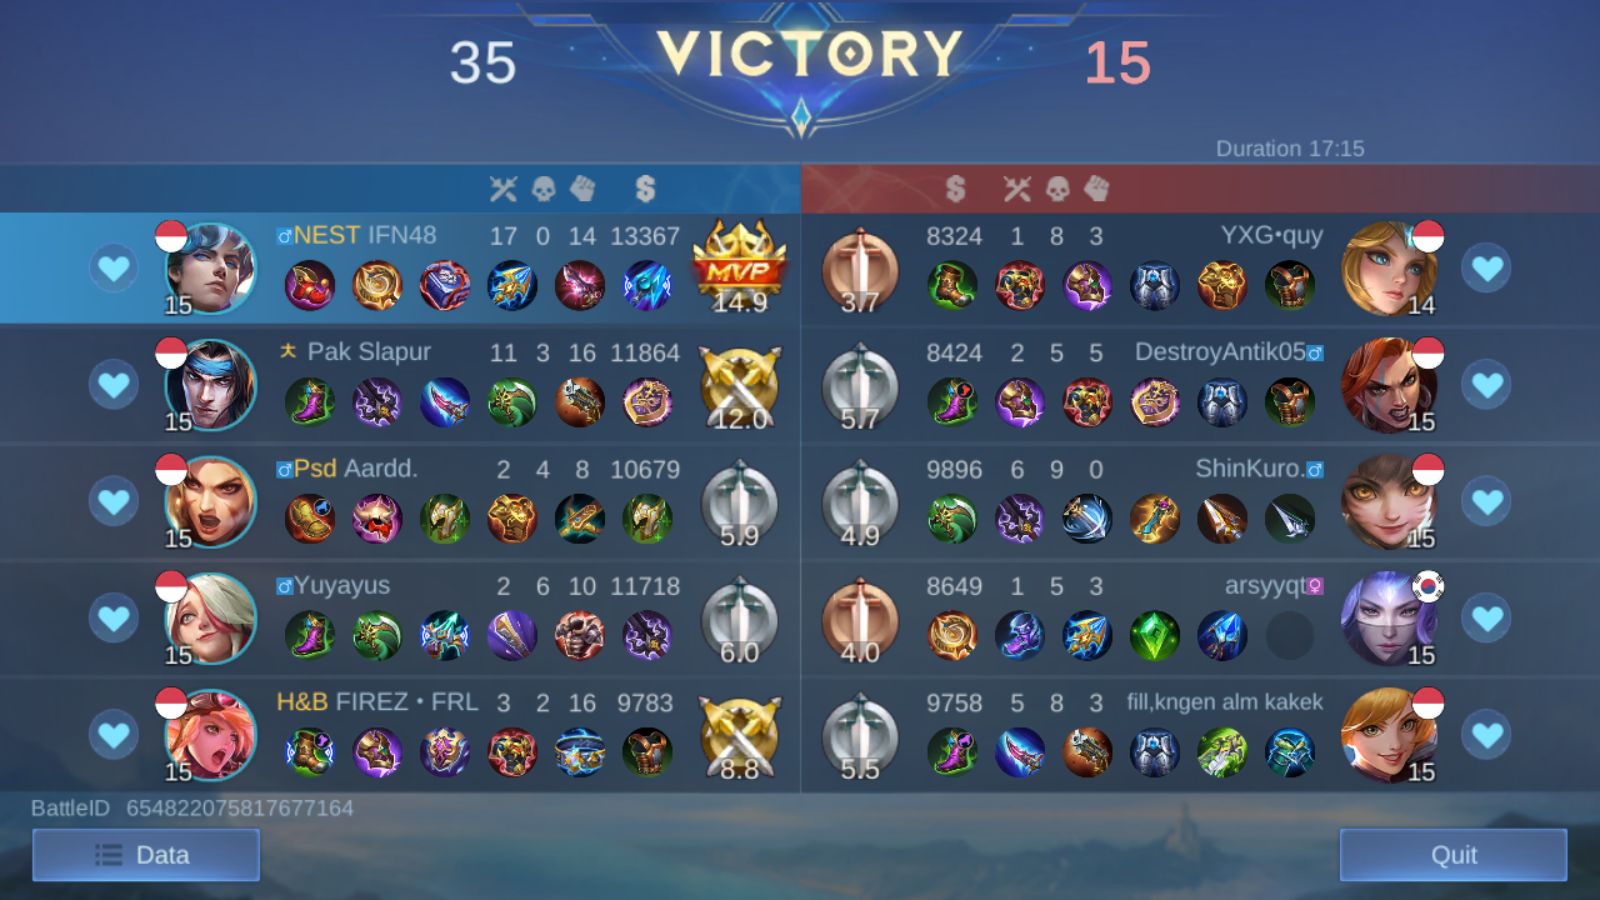 35 VICTORY 15
Duration 17:15
NEST IFN48 17 0 14 13367 MVP 14.9 15
3.7 8324 1 8 3 YXG•quy 14
大 Pak Slapur 11 3 16 11864 12.0 15
5.7 8424 2 5 5 DestroyAntik05 15
Psd Aardd. 2 4 8 10679 5.9 15
4.9 9896 6 9 0 ShinKuro. 15
Yuyayus 2 6 10 11718 6.0 15
4.0 8649 1 5 3 arsyyqt 15
H&B FIREZ • FRL 3 2 16 9783 8.8 15
5.5 9758 5 8 3 fill,kngen alm kakek 15
BattleID 654822075817677164
Data
Quit